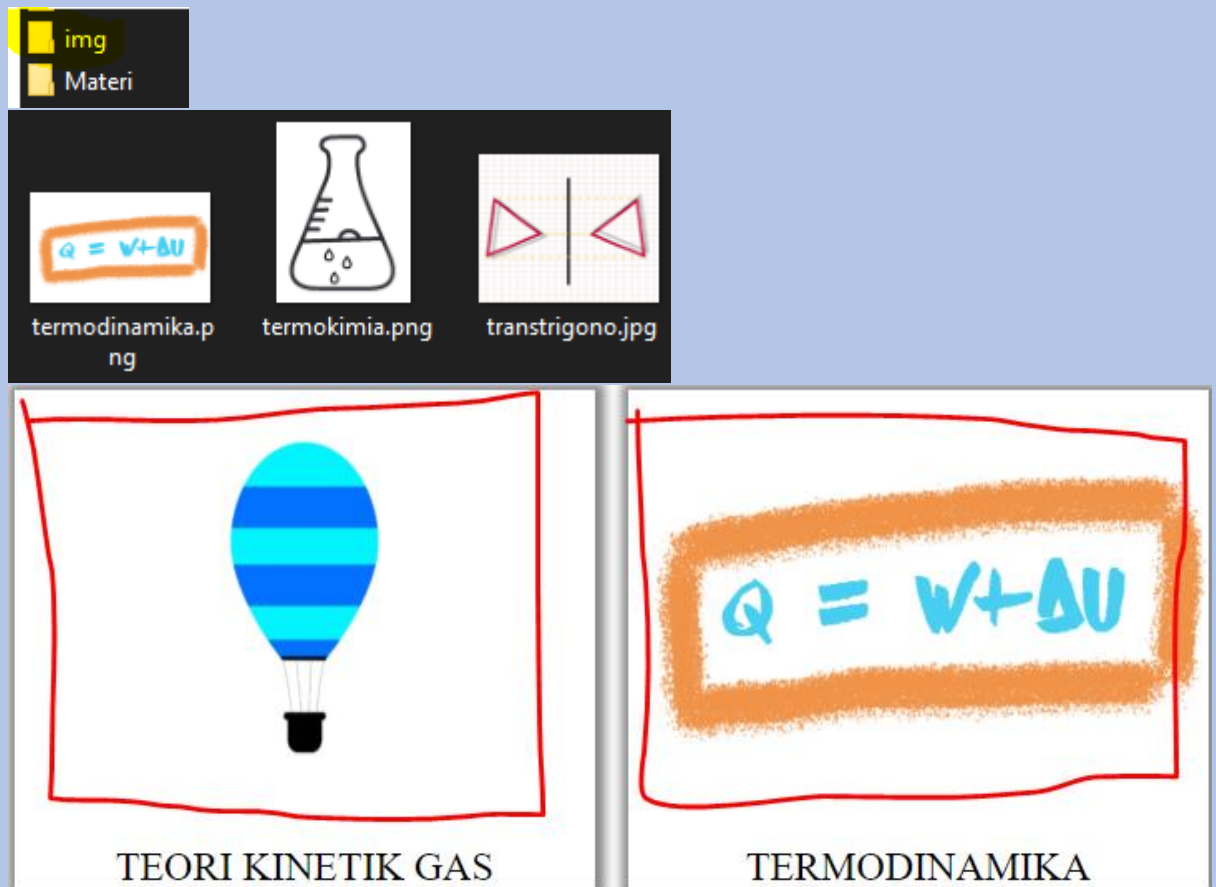 img
Materi
Q = W+ΔU
termodinamika.p
ng
termokimia.png
transtrigono.jpg
Q = W+ΔU
TEORI KINETIK GAS
TERMODINAMIKA